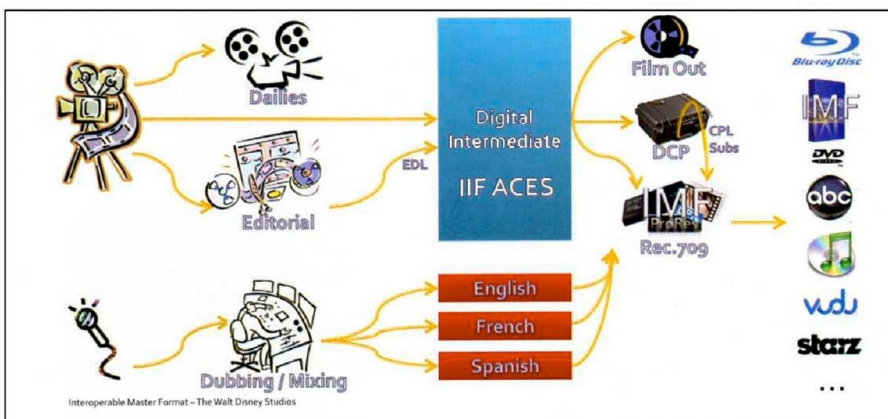 Dailies
Editorial
EDL
Digital
Intermediate
IIF ACES
Film Out
DCP
CPL
Subs
IMF
ProRes
Rec.709
Blu-ray Disc
IMF
DVD
abc
vudu
starz
...
English
French
Spanish
Dubbing / Mixing
Interoperable Master Format – The Walt Disney Studios